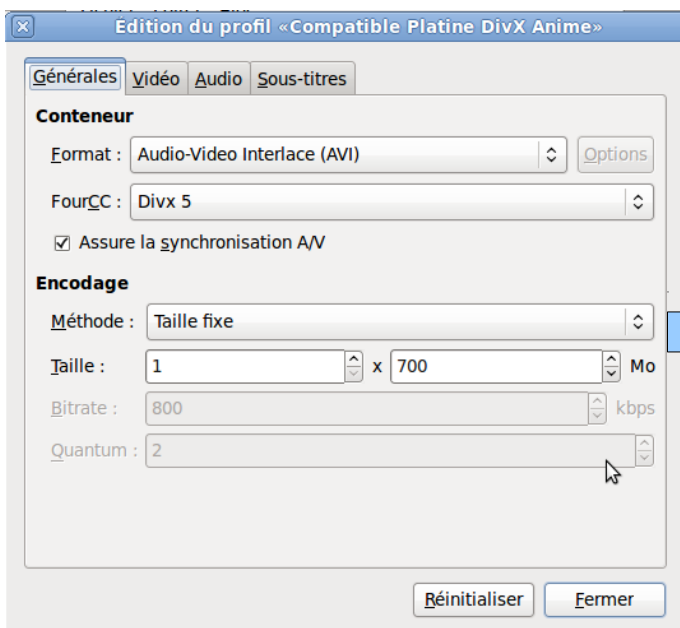 Édition du profil «Compatible Platine DivX Anime»
Générales Vidéo Audio Sous-titres
Conteneur
Format : Audio-Video Interlace (AVI) Options
FourCC : Divx 5
Assure la synchronisation A/V
Encodage
Méthode : Taille fixe
Taille : 1 x 700 Mo
Bitrate : 800 kbps
Quantum : 2
Réinitialiser Fermer